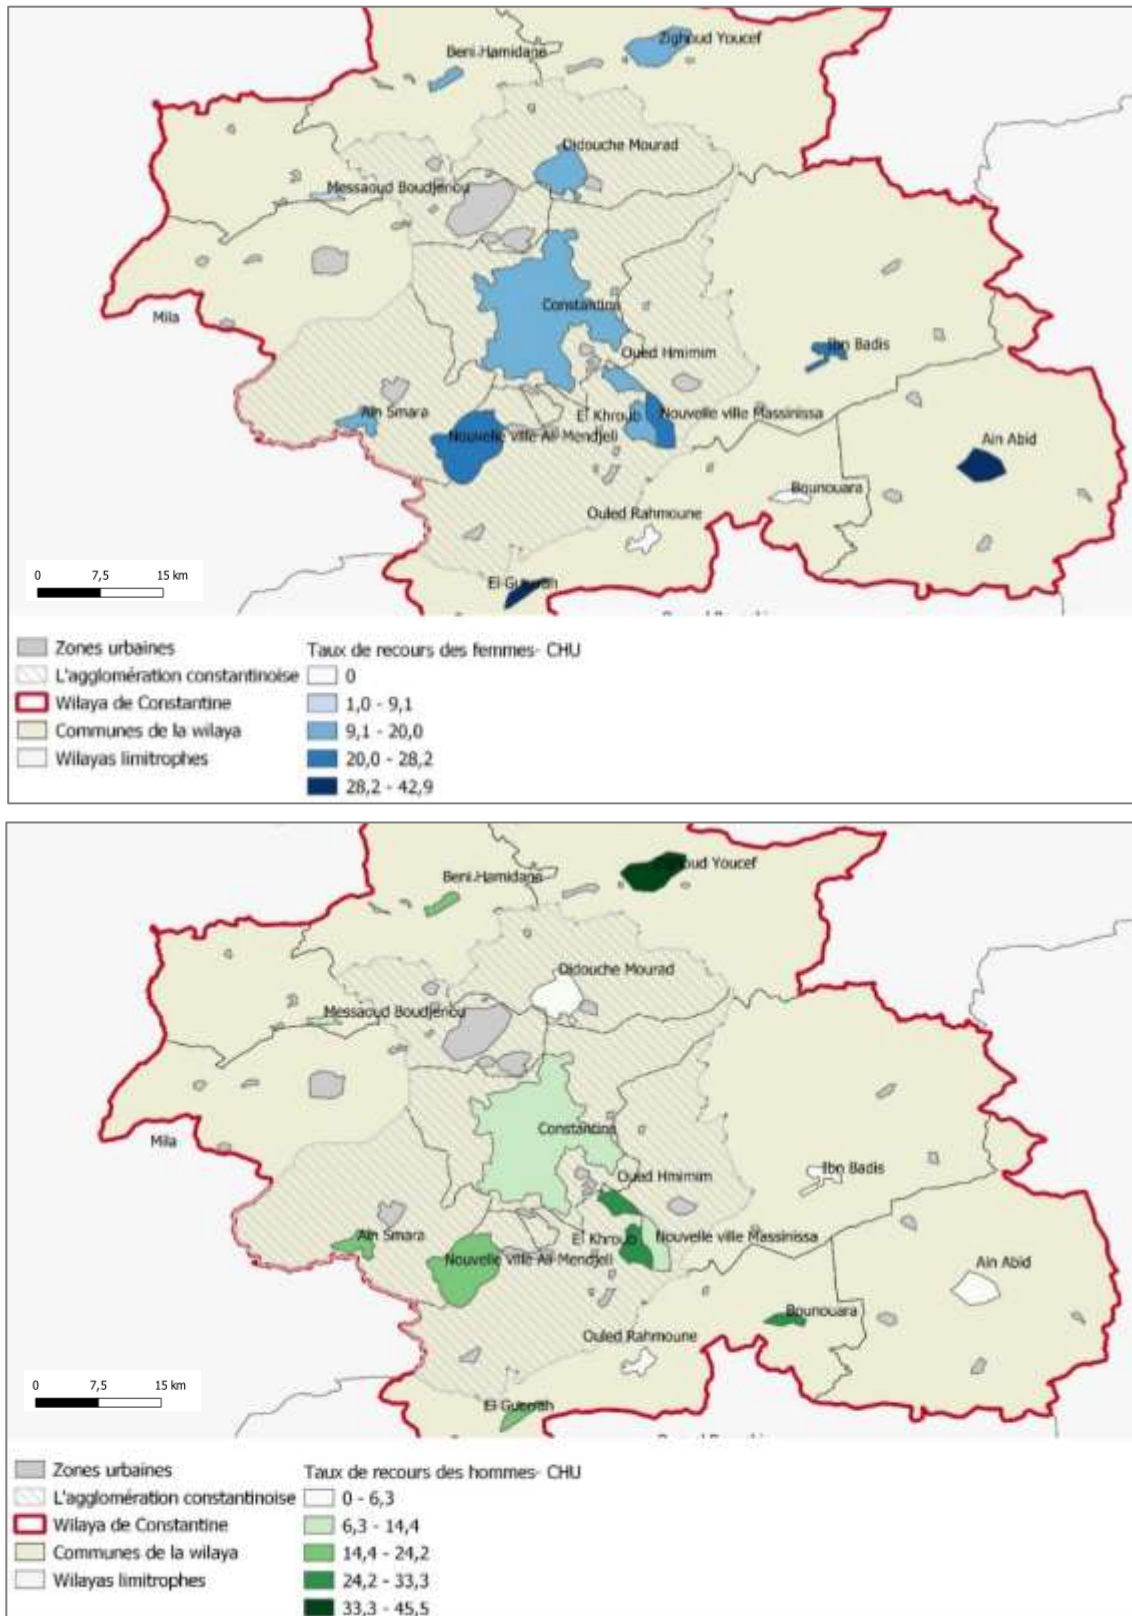 Beni-Hamidane
Zighoud Youcef
Didouche Mourad
Messaoud Boudjeriou
Constantine
Mila
Oued Hmimim
Ibn Badis
Ain Smara
El Khroub
Nouvelle ville Massinissa
Nouvelle ville Ali-Mendjeli
Ain Abid
Bounouara
Ouled Rahmoune
El Guerrah
0 7,5 15 km
Zones urbaines
L'agglomération constantinoise
Wilaya de Constantine
Communes de la wilaya
Wilayas limitrophes
Taux de recours des femmes- CHU
0
1,0 - 9,1
9,1 - 20,0
20,0 - 28,2
28,2 - 42,9
Beni-Hamidane
Zighoud Youcef
Didouche Mourad
Messaoud Boudjeriou
Constantine
Mila
Oued Hmimim
Ibn Badis
Ain Smara
El Khroub
Nouvelle ville Massinissa
Nouvelle ville Ali-Mendjeli
Ain Abid
Bounouara
Ouled Rahmoune
El Guerrah
0 7,5 15 km
Zones urbaines
L'agglomération constantinoise
Wilaya de Constantine
Communes de la wilaya
Wilayas limitrophes
Taux de recours des hommes- CHU
0 - 6,3
6,3 - 14,4
14,4 - 24,2
24,2 - 33,3
33,3 - 45,5